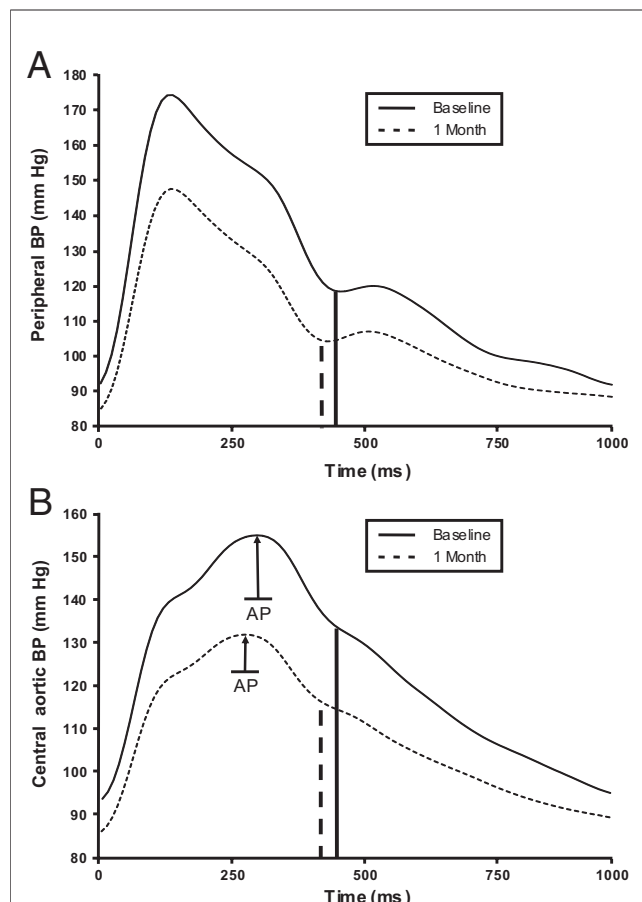 A
180
170
160
150
140
130
120
110
100
90
80
Peripheral BP (mm Hg)
Baseline
1 Month
0 250 500 750 1000
Time (ms)
B
160
150
140
130
120
110
100
90
80
Central aortic BP (mm Hg)
Baseline
1 Month
AP
AP
0 250 500 750 1000
Time (ms)